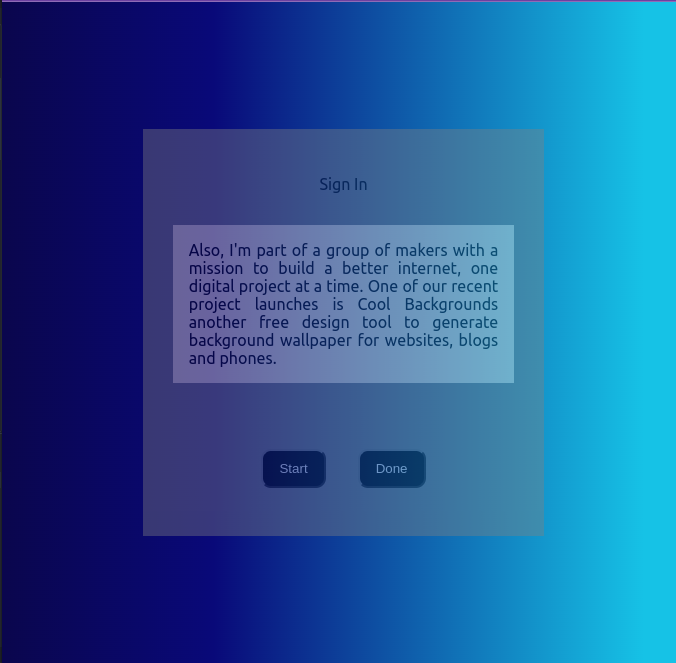 Sign In
Also, I'm part of a group of makers with a
mission to build a better internet, one
digital project at a time. One of our recent
project launches is Cool Backgrounds
another free design tool to generate
background wallpaper for websites, blogs
and phones.
Start Done